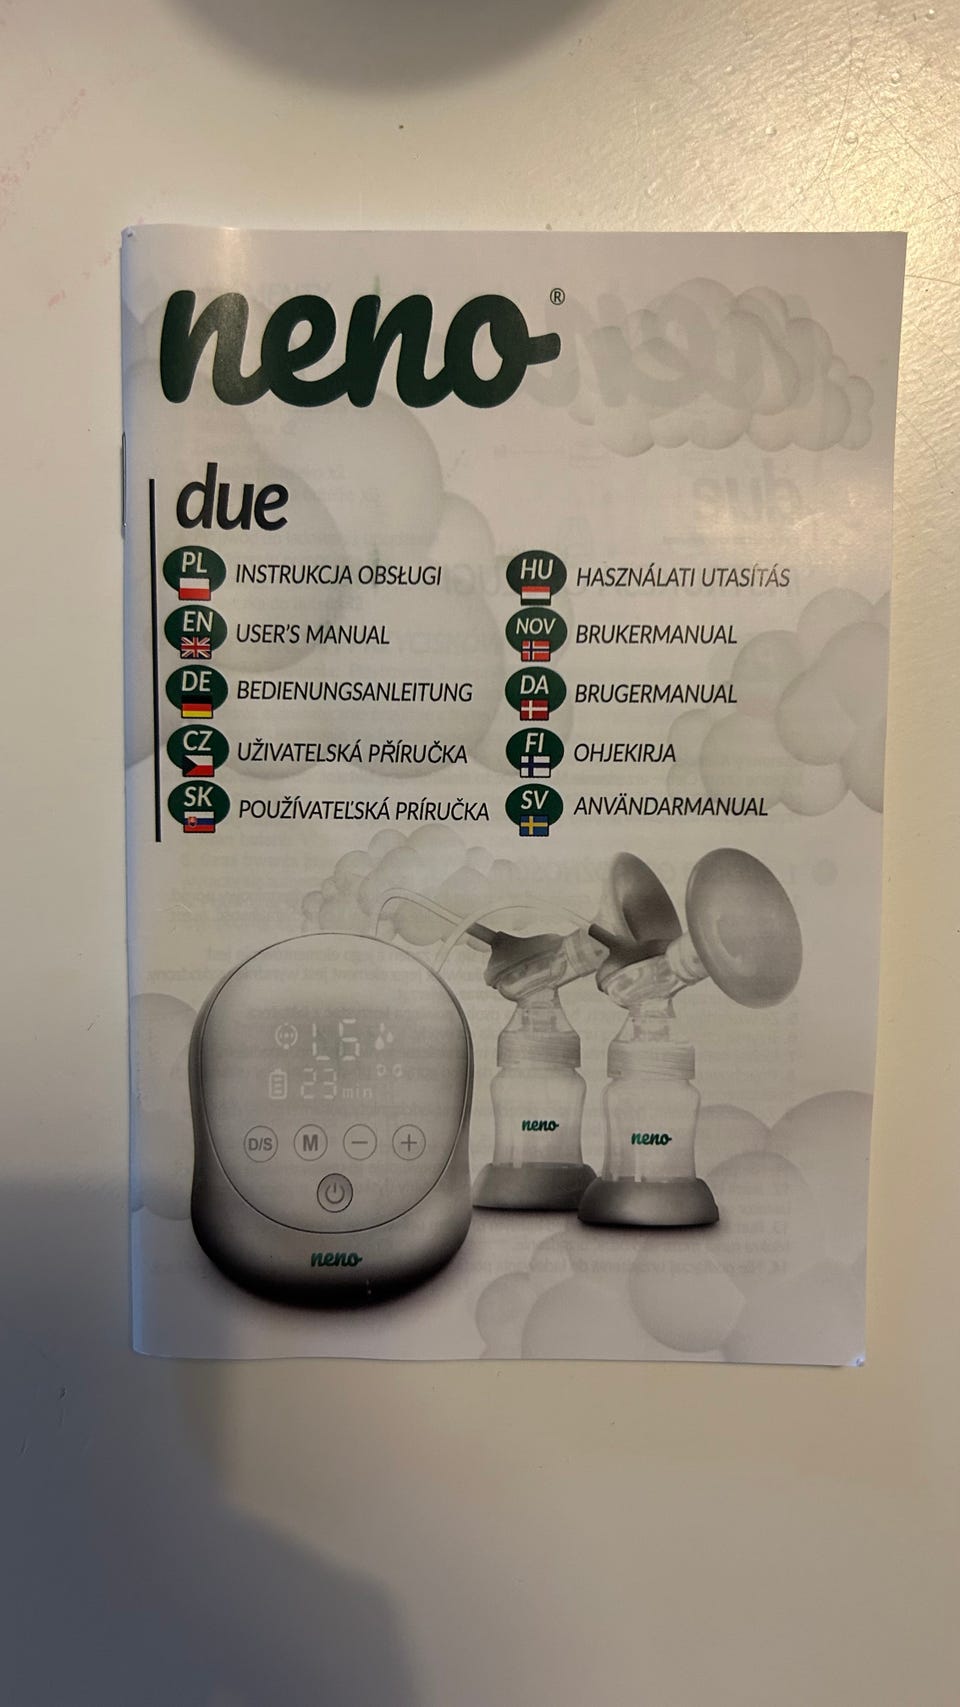 neno®
due
PL INSTRUKCJA OBSŁUGI
EN USER'S MANUAL
DE BEDIENUNGSANLEITUNG
CZ UŽIVATELSKÁ PŘÍRUČKA
SK POUŽÍVATEĽSKÁ PRÍRUČKA
HU HASZNÁLATI UTASÍTÁS
NOV BRUKERMANUAL
DA BRUGERMANUAL
FI OHJEKIRJA
SV ANVÄNDARMANUAL
L6
23 min
D/S M − +
neno
neno
neno